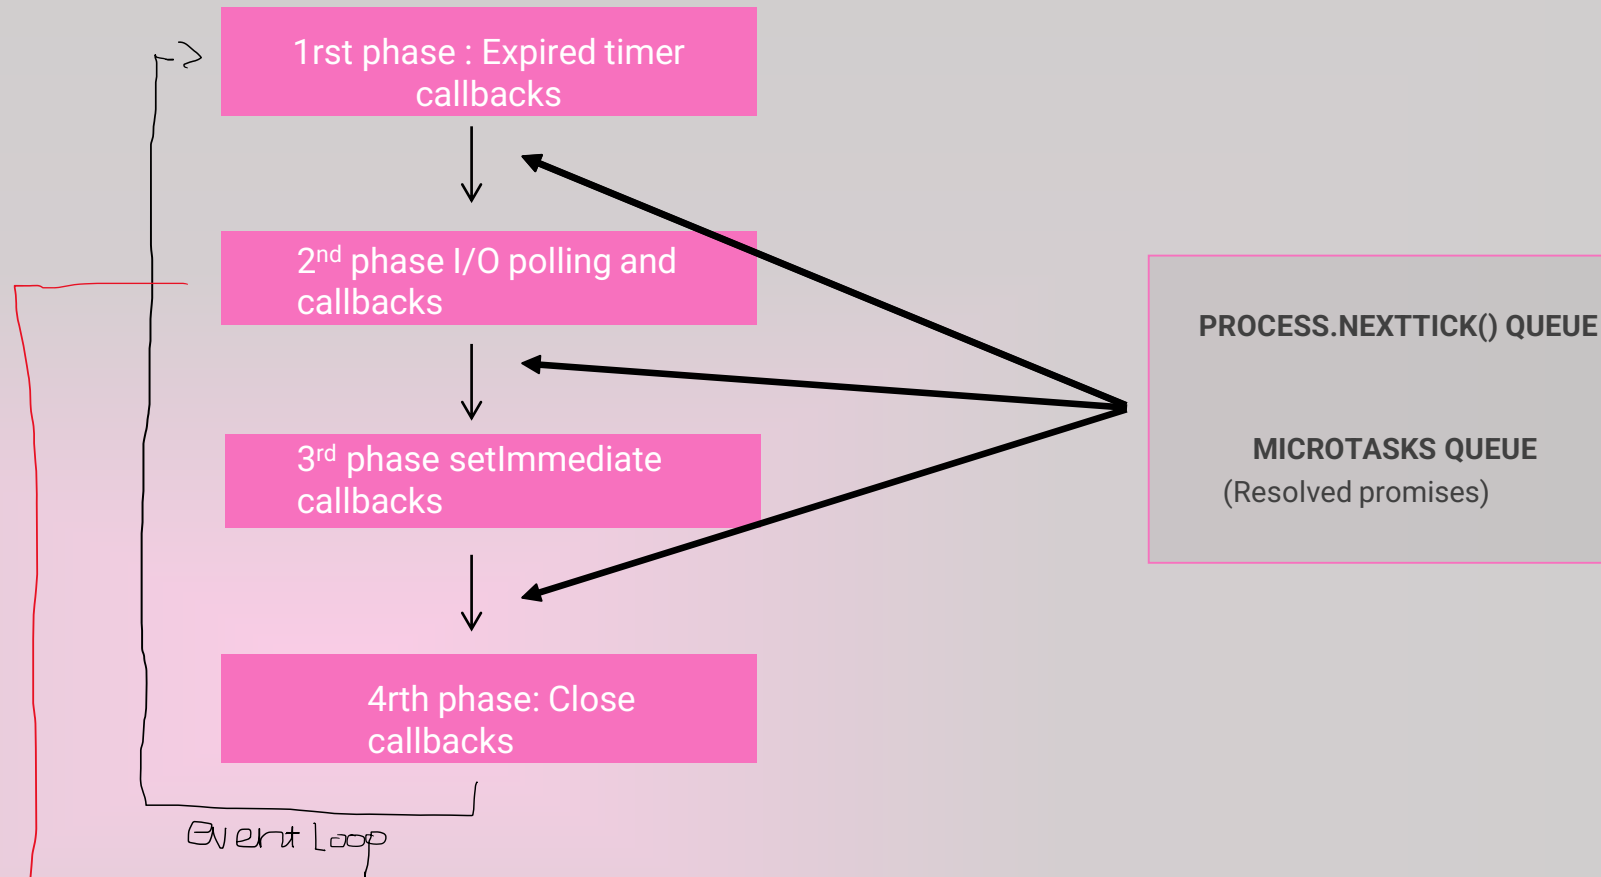 1rst phase : Expired timer
callbacks
2nd phase I/O polling and
callbacks
3rd phase setImmediate
callbacks
4rth phase: Close
callbacks
Event Loop
PROCESS.NEXTTICK() QUEUE
MICROTASKS QUEUE
(Resolved promises)